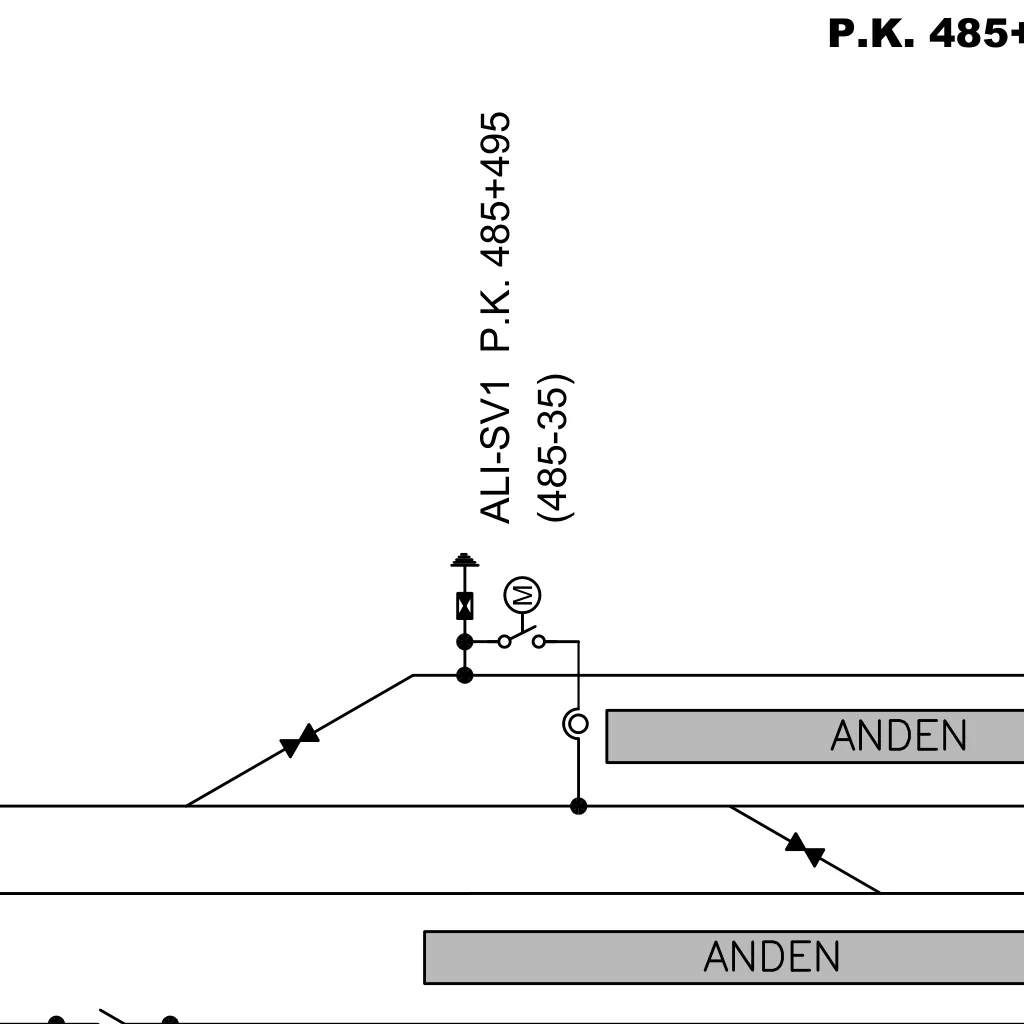 P.K. 485+
ALI-SV1 P.K. 485+495
(485-35)
M
ANDEN
ANDEN